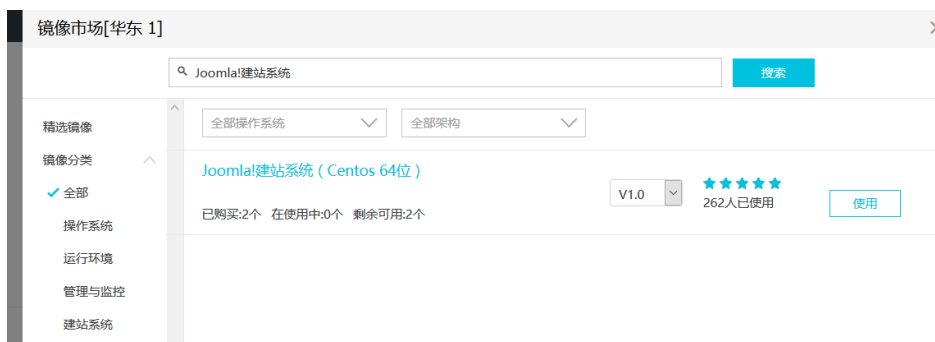 镜像市场[华东 1]
Joomla!建站系统
搜索
精选镜像
镜像分类
全部
操作系统
运行环境
管理与监控
建站系统
全部操作系统
全部架构
Joomla!建站系统 ( Centos 64位 )
已购买:2个 在使用中:0个 剩余可用:2个
V1.0
262人已使用
使用